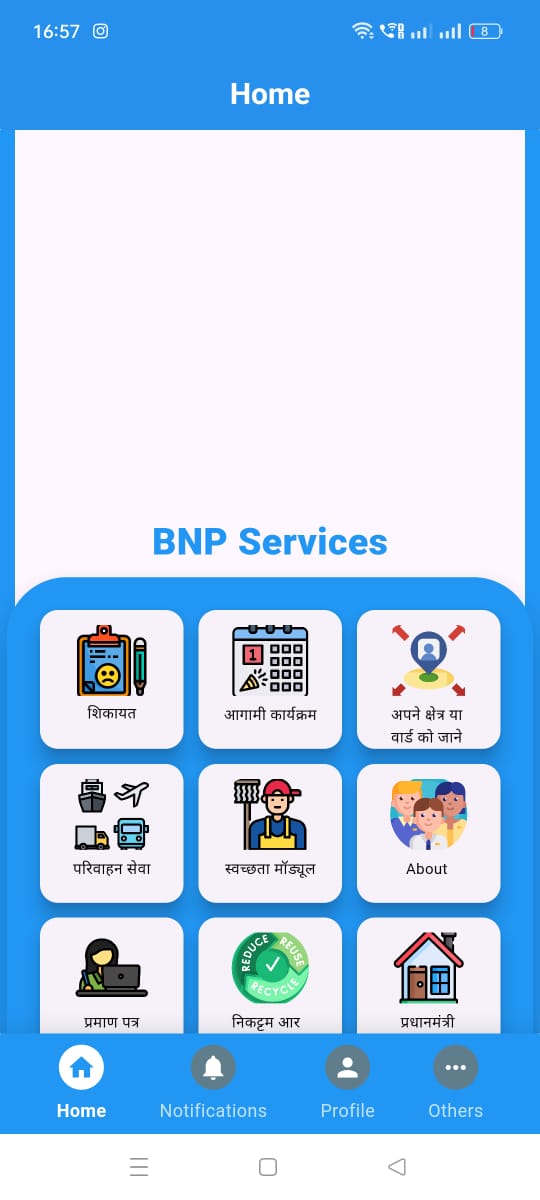 16:57
8
Home
BNP Services
1
शिकायत
आगामी कार्यक्रम
अपने क्षेत्र या
वार्ड को जाने
परिवाहन सेवा
स्वच्छता मॉड्यूल
About
REDUCE REUSE
RECYCLE
प्रमाण पत्र
निकट्टम आर
प्रधानमंत्री
Home
Notifications
Profile
Others